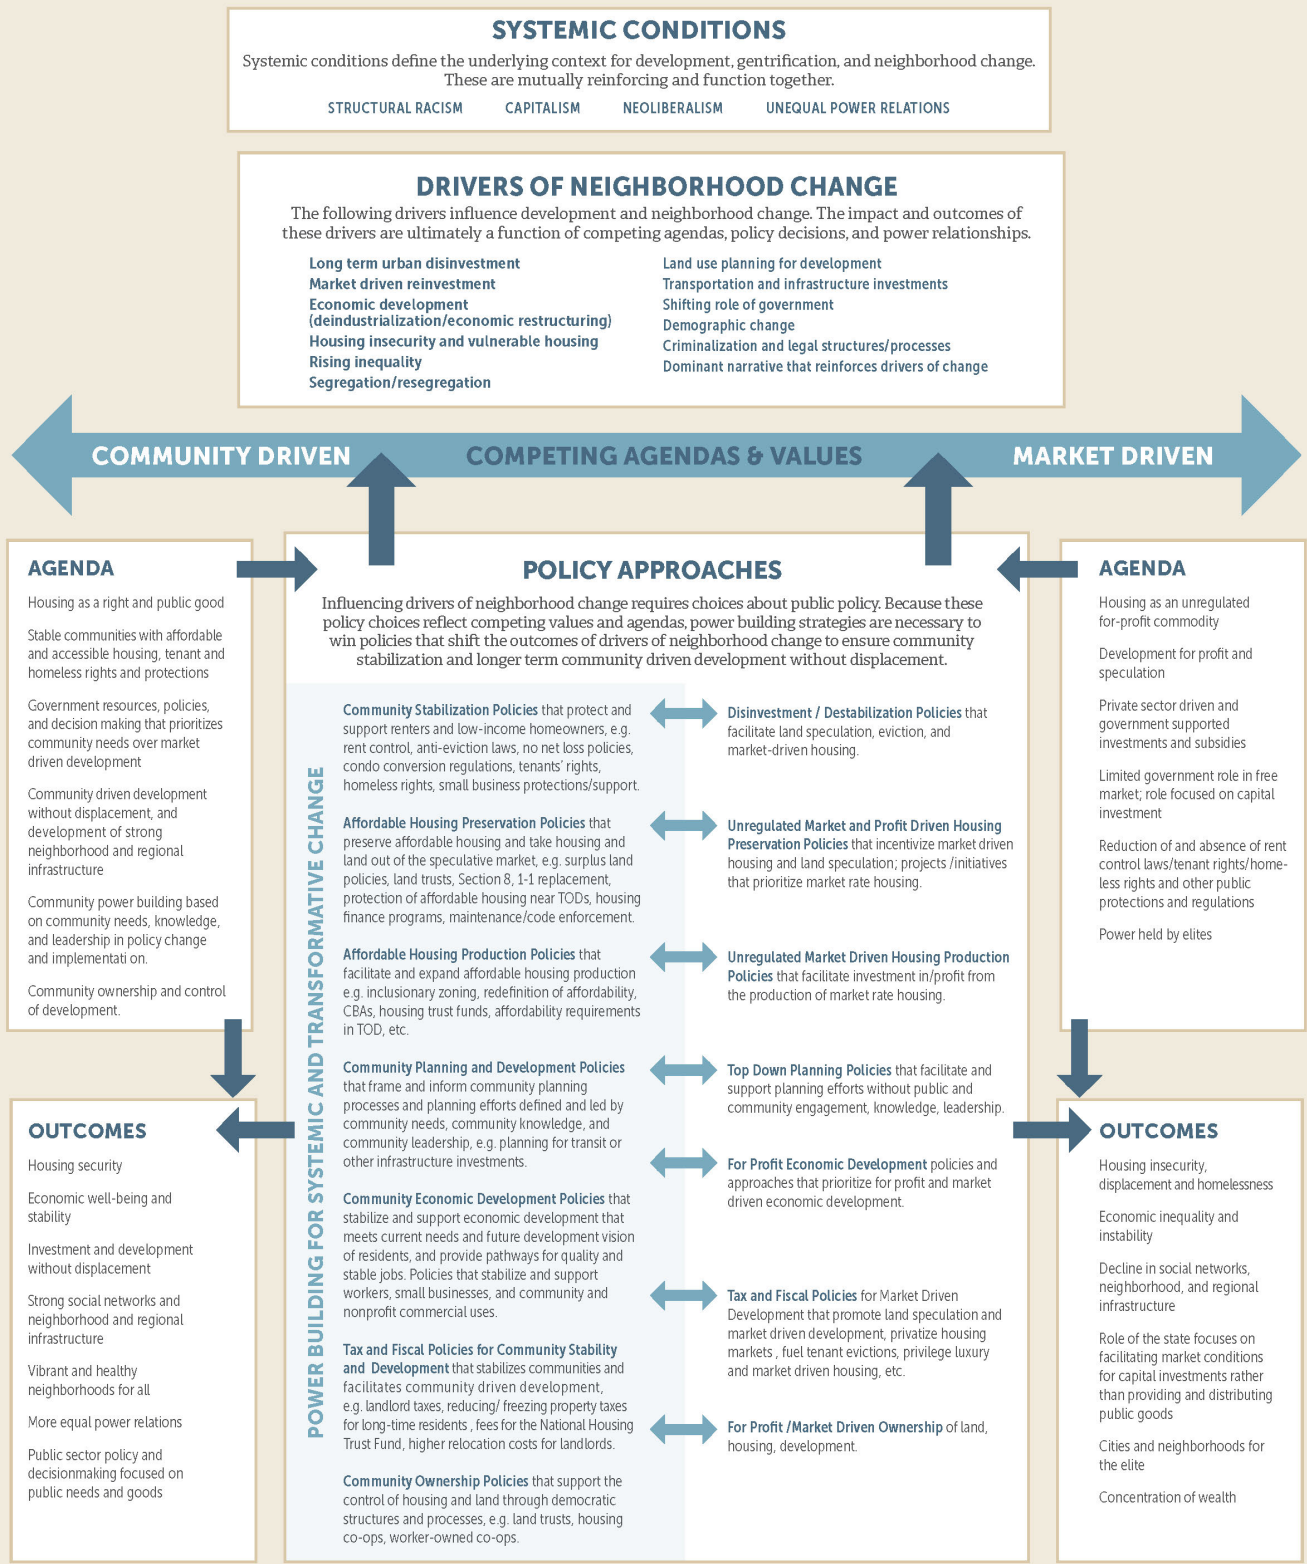 SYSTEMIC CONDITIONS
Systemic conditions define the underlying context for development, gentrification, and neighborhood change.
These are mutually reinforcing and function together.
STRUCTURAL RACISM CAPITALISM NEOLIBERALISM UNEQUAL POWER RELATIONS
DRIVERS OF NEIGHBORHOOD CHANGE
The following drivers influence development and neighborhood change. The impact and outcomes of
these drivers are ultimately a function of competing agendas, policy decisions, and power relationships.
Long term urban disinvestment
Market driven reinvestment
Economic development
(deindustrialization/economic restructuring)
Housing insecurity and vulnerable housing
Rising inequality
Segregation/resegregation
Land use planning for development
Transportation and infrastructure investments
Shifting role of government
Demographic change
Criminalization and legal structures/processes
Dominant narrative that reinforces drivers of change
COMMUNITY DRIVEN COMPETING AGENDAS & VALUES MARKET DRIVEN
AGENDA
Housing as a right and public good
Stable communities with affordable
and accessible housing, tenant and
homeless rights and protections
Government resources, policies,
and decision making that prioritizes
community needs over market
driven development
Community driven development
without displacement, and
development of strong
neighborhood and regional
infrastructure
Community power building based
on community needs, knowledge,
and leadership in policy change
and implementati on.
Community ownership and control
of development.
OUTCOMES
Housing security
Economic well-being and
stability
Investment and development
without displacement
Strong social networks and
neighborhood and regional
infrastructure
Vibrant and healthy
neighborhoods for all
More equal power relations
Public sector policy and
decisionmaking focused on
public needs and goods
POLICY APPROACHES
Influencing drivers of neighborhood change requires choices about public policy. Because these
policy choices reflect competing values and agendas, power building strategies are necessary to
win policies that shift the outcomes of drivers of neighborhood change to ensure community
stabilization and longer term community driven development without displacement.
POWER BUILDING FOR SYSTEMIC AND TRANSFORMATIVE CHANGE
Community Stabilization Policies that protect and
support renters and low-income homeowners, e.g.
rent control, anti-eviction laws, no net loss policies,
condo conversion regulations, tenants' rights,
homeless rights, small business protections/support.
Affordable Housing Preservation Policies that
preserve affordable housing and take housing and
land out of the speculative market, e.g. surplus land
policies, land trusts, Section 8, 1-1 replacement,
protection of affordable housing near TODs, housing
finance programs, maintenance/code enforcement.
Affordable Housing Production Policies that
facilitate and expand affordable housing production
e.g. inclusionary zoning, redefinition of affordability,
CBAs, housing trust funds, affordability requirements
in TOD, etc.
Community Planning and Development Policies
that frame and inform community planning
processes and planning efforts defined and led by
community needs, community knowledge, and
community leadership, e.g. planning for transit or
other infrastructure investments.
Community Economic Development Policies that
stabilize and support economic development that
meets current needs and future development vision
of residents, and provide pathways for quality and
stable jobs. Policies that stabilize and support
workers, small businesses, and community and
nonprofit commercial uses.
Tax and Fiscal Policies for Community Stability
and Development that stabilizes communities and
facilitates community driven development,
e.g. landlord taxes, reducing/ freezing property taxes
for long-time residents , fees for the National Housing
Trust Fund, higher relocation costs for landlords.
Community Ownership Policies that support the
control of housing and land through democratic
structures and processes, e.g. land trusts, housing
co-ops, worker-owned co-ops.
Disinvestment / Destabilization Policies that
facilitate land speculation, eviction, and
market-driven housing.
Unregulated Market and Profit Driven Housing
Preservation Policies that incentivize market driven
housing and land speculation; projects /initiatives
that prioritize market rate housing.
Unregulated Market Driven Housing Production
Policies that facilitate investment in/profit from
the production of market rate housing.
Top Down Planning Policies that facilitate and
support planning efforts without public and
community engagement, knowledge, leadership.
For Profit Economic Development policies and
approaches that prioritize for profit and market
driven economic development.
Tax and Fiscal Policies for Market Driven
Development that promote land speculation and
market driven development, privatize housing
markets , fuel tenant evictions, privilege luxury
and market driven housing, etc.
For Profit /Market Driven Ownership of land,
housing, development.
AGENDA
Housing as an unregulated
for-profit commodity
Development for profit and
speculation
Private sector driven and
government supported
investments and subsidies
Limited government role in free
market; role focused on capital
investment
Reduction of and absence of rent
control laws/tenant rights/home-
less rights and other public
protections and regulations
Power held by elites
OUTCOMES
Housing insecurity,
displacement and homelessness
Economic inequality and
instability
Decline in social networks,
neighborhood, and regional
infrastructure
Role of the state focuses on
facilitating market conditions
for capital investments rather
than providing and distributing
public goods
Cities and neighborhoods for
the elite
Concentration of wealth